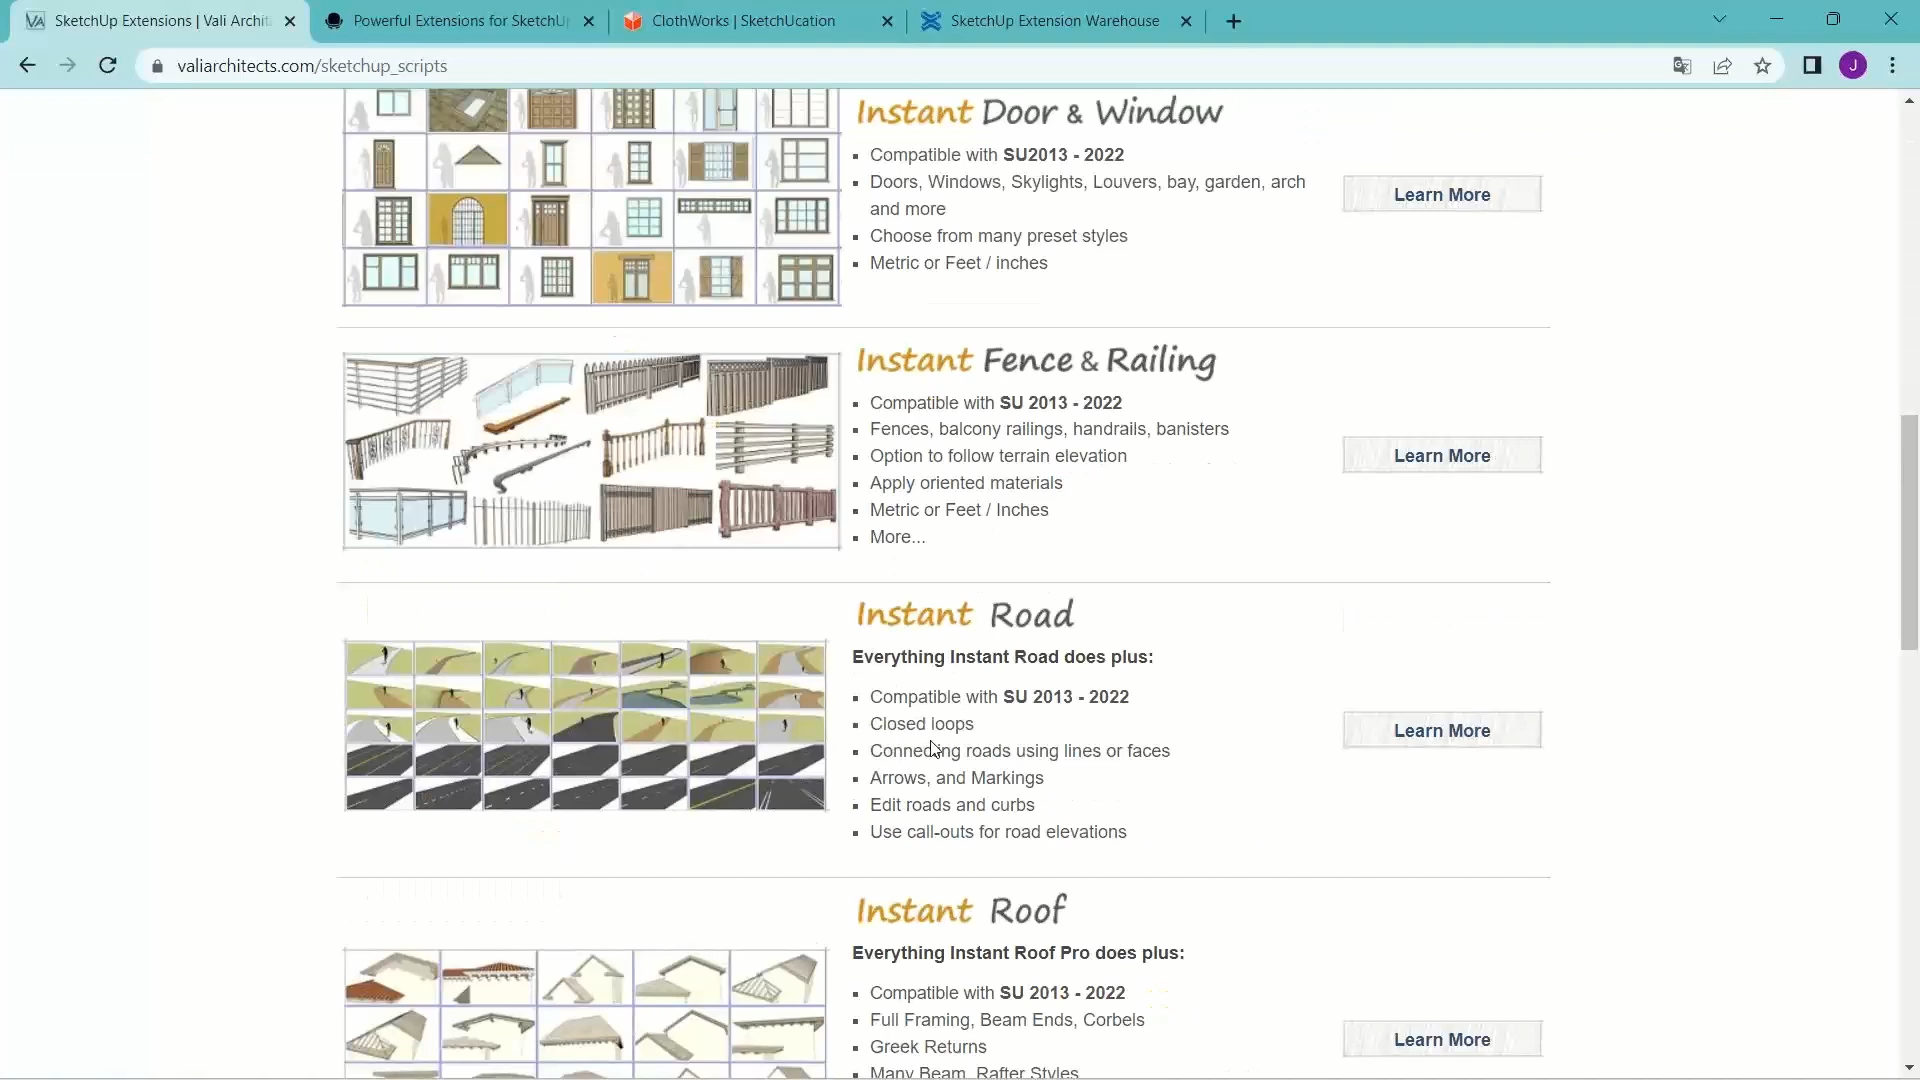 SketchUp Extensions | Vali Archit
Powerful Extensions for SketchU
ClothWorks | SketchUcation
SketchUp Extension Warehouse
valiarchitects.com/sketchup_scripts
J
Instant Door & Window
Compatible with SU2013 - 2022
Doors, Windows, Skylights, Louvers, bay, garden, arch
and more
Choose from many preset styles
Metric or Feet / inches
Learn More
Instant Fence & Railing
Compatible with SU 2013 - 2022
Fences, balcony railings, handrails, banisters
Option to follow terrain elevation
Apply oriented materials
Metric or Feet / Inches
More...
Learn More
Instant Road
Everything Instant Road does plus:
Compatible with SU 2013 - 2022
Closed loops
Connecting roads using lines or faces
Arrows, and Markings
Edit roads and curbs
Use call-outs for road elevations
Learn More
Instant Roof
Everything Instant Roof Pro does plus:
Compatible with SU 2013 - 2022
Full Framing, Beam Ends, Corbels
Greek Returns
Many Beam, Rafter Styles
Learn More